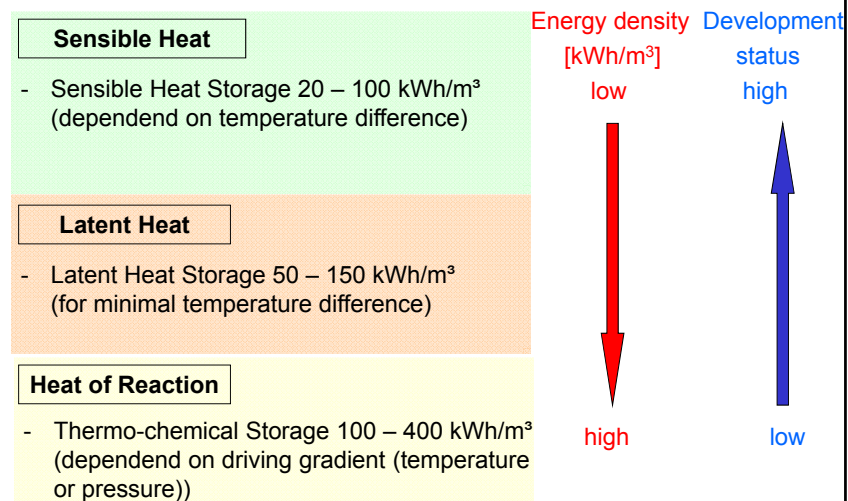 Sensible Heat
- Sensible Heat Storage 20 – 100 kWh/m³
(dependend on temperature difference)
Latent Heat
- Latent Heat Storage 50 – 150 kWh/m³
(for minimal temperature difference)
Heat of Reaction
- Thermo-chemical Storage 100 – 400 kWh/m³
(dependend on driving gradient (temperature
or pressure))
Energy density
[kWh/m³]
low
high
Development
status
high
low